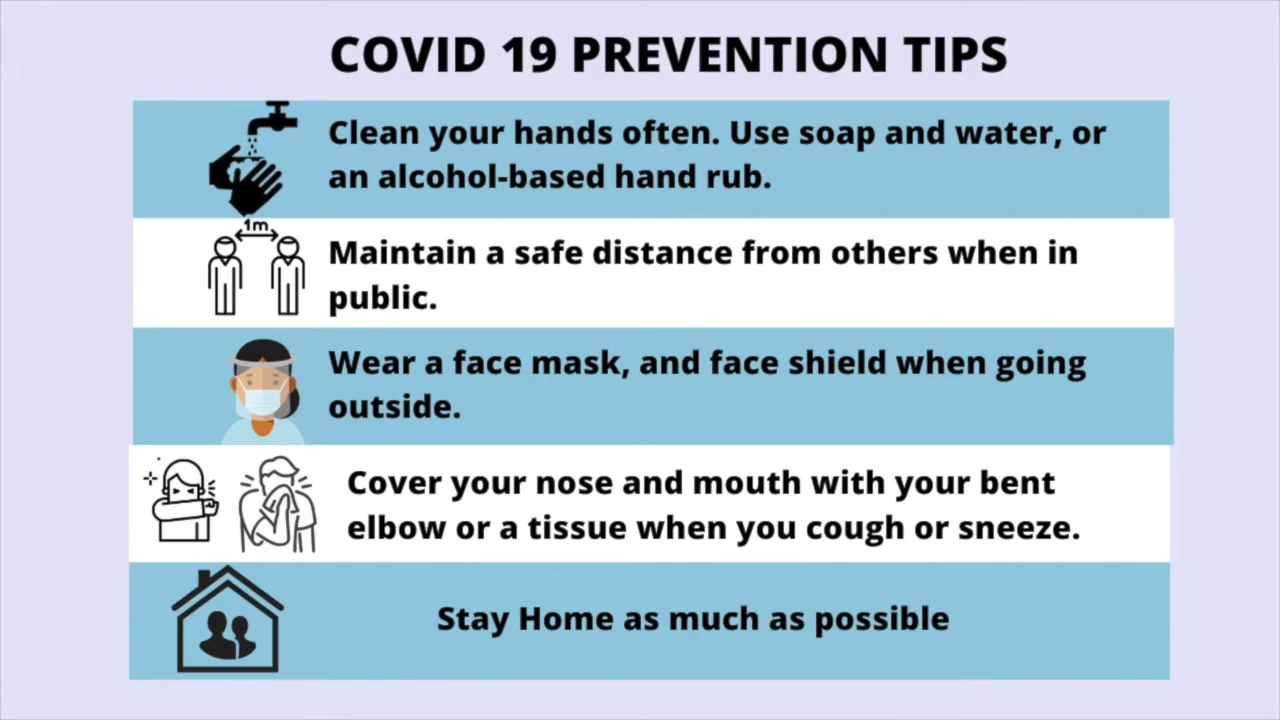 COVID 19 PREVENTION TIPS
Clean your hands often. Use soap and water, or
an alcohol-based hand rub.
1m
Maintain a safe distance from others when in
public.
Wear a face mask, and face shield when going
outside.
Cover your nose and mouth with your bent
elbow or a tissue when you cough or sneeze.
Stay Home as much as possible